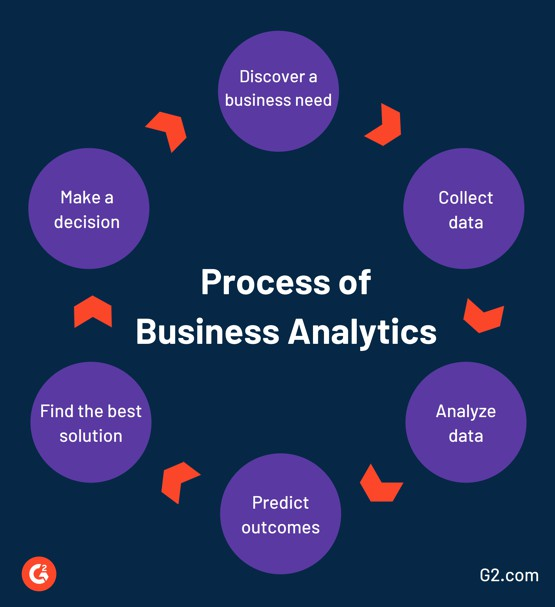 Discover a
business need
Make a
decision
Collect
data
Process of
Business Analytics
Find the best
solution
Analyze
data
Predict
outcomes
G2
G2.com